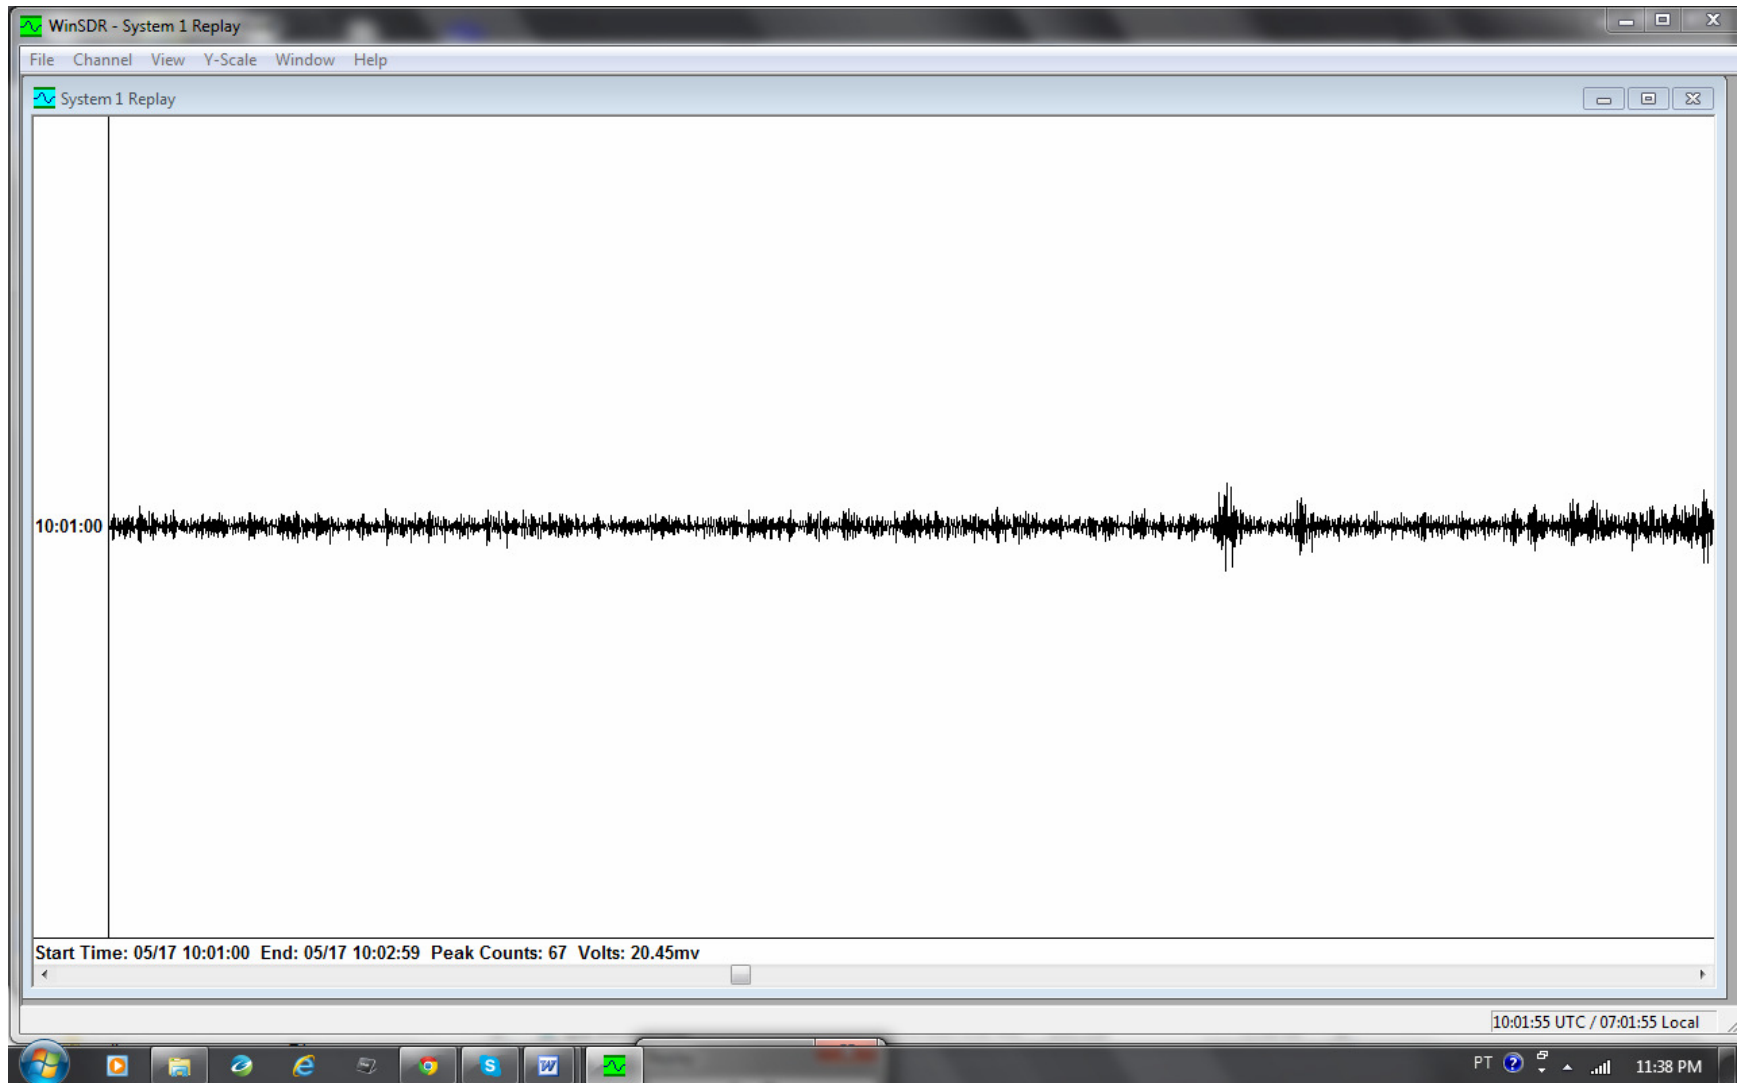 WinSDR - System 1 Replay
File Channel View Y-Scale Window Help
System 1 Replay
10:01:00
Start Time: 05/17 10:01:00 End: 05/17 10:02:59 Peak Counts: 67 Volts: 20.45mv
10:01:55 UTC / 07:01:55 Local
PT
11:38 PM